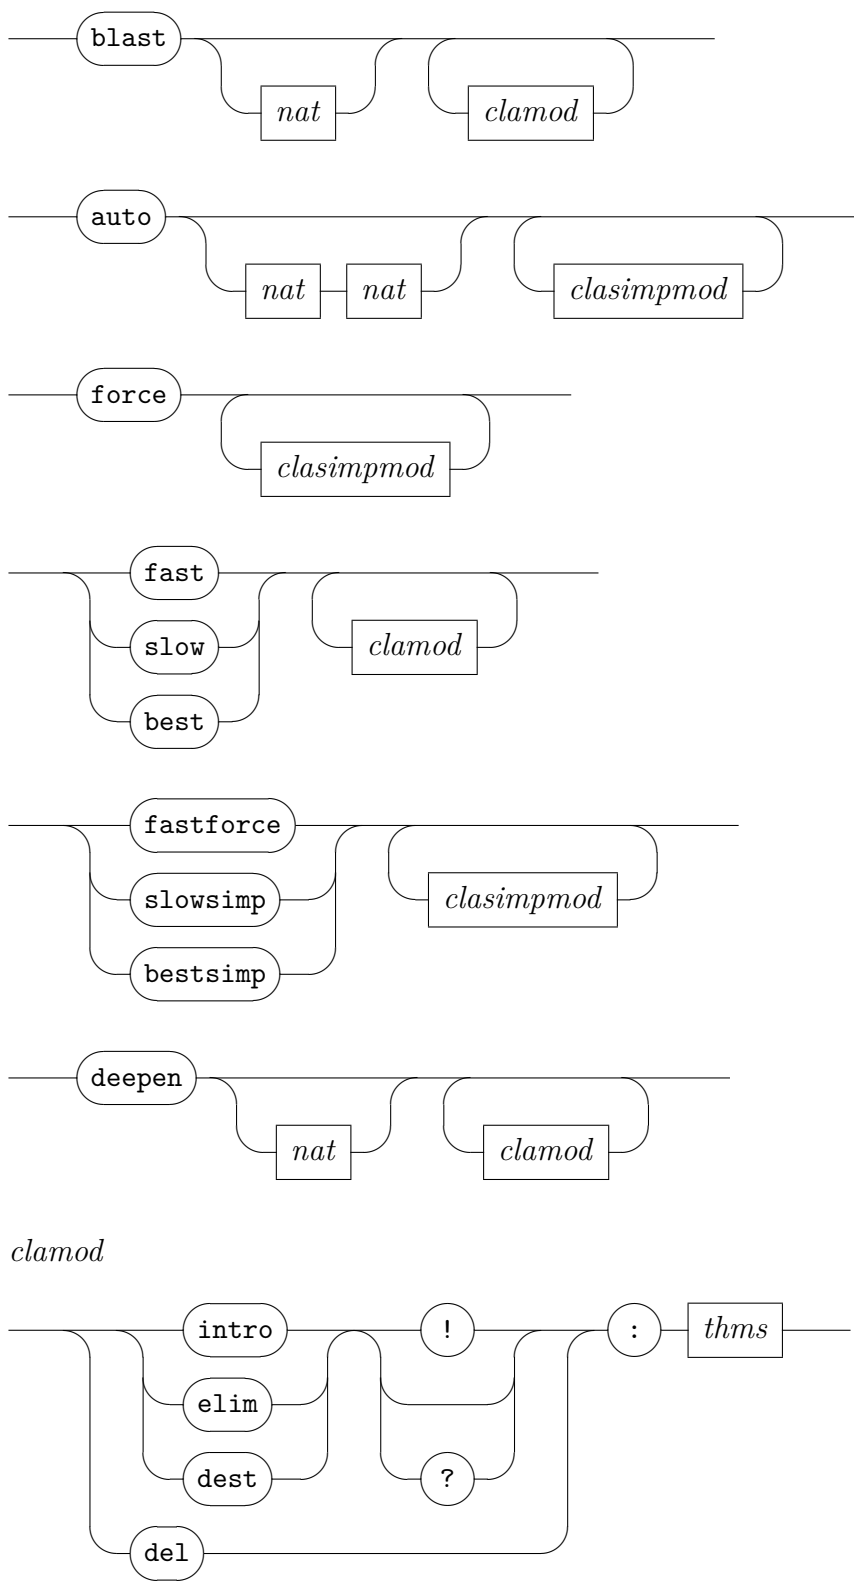 blast
nat clamod
auto
nat nat clasimpmod
force
clasimpmod
fast
slow clamod
best
fastforce
slowsimp clasimpmod
bestsimp
deepen
nat clamod
clamod
intro ! : thms
elim
dest ?
del